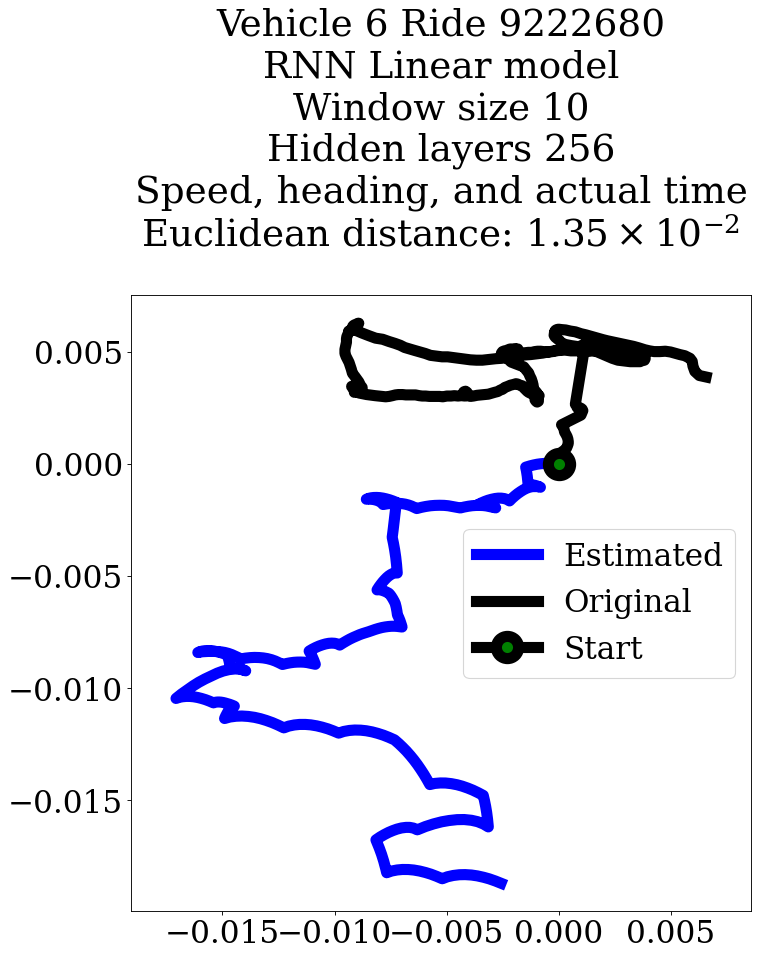 Vehicle 6 Ride 9222680
RNN Linear model
Window size 10
Hidden layers 256
Speed, heading, and actual time
Euclidean distance: 1.35 × 10⁻²
0.005
0.000
−0.005
−0.010
−0.015
Estimated
Original
Start
−0.015 −0.010 −0.005 0.000 0.005